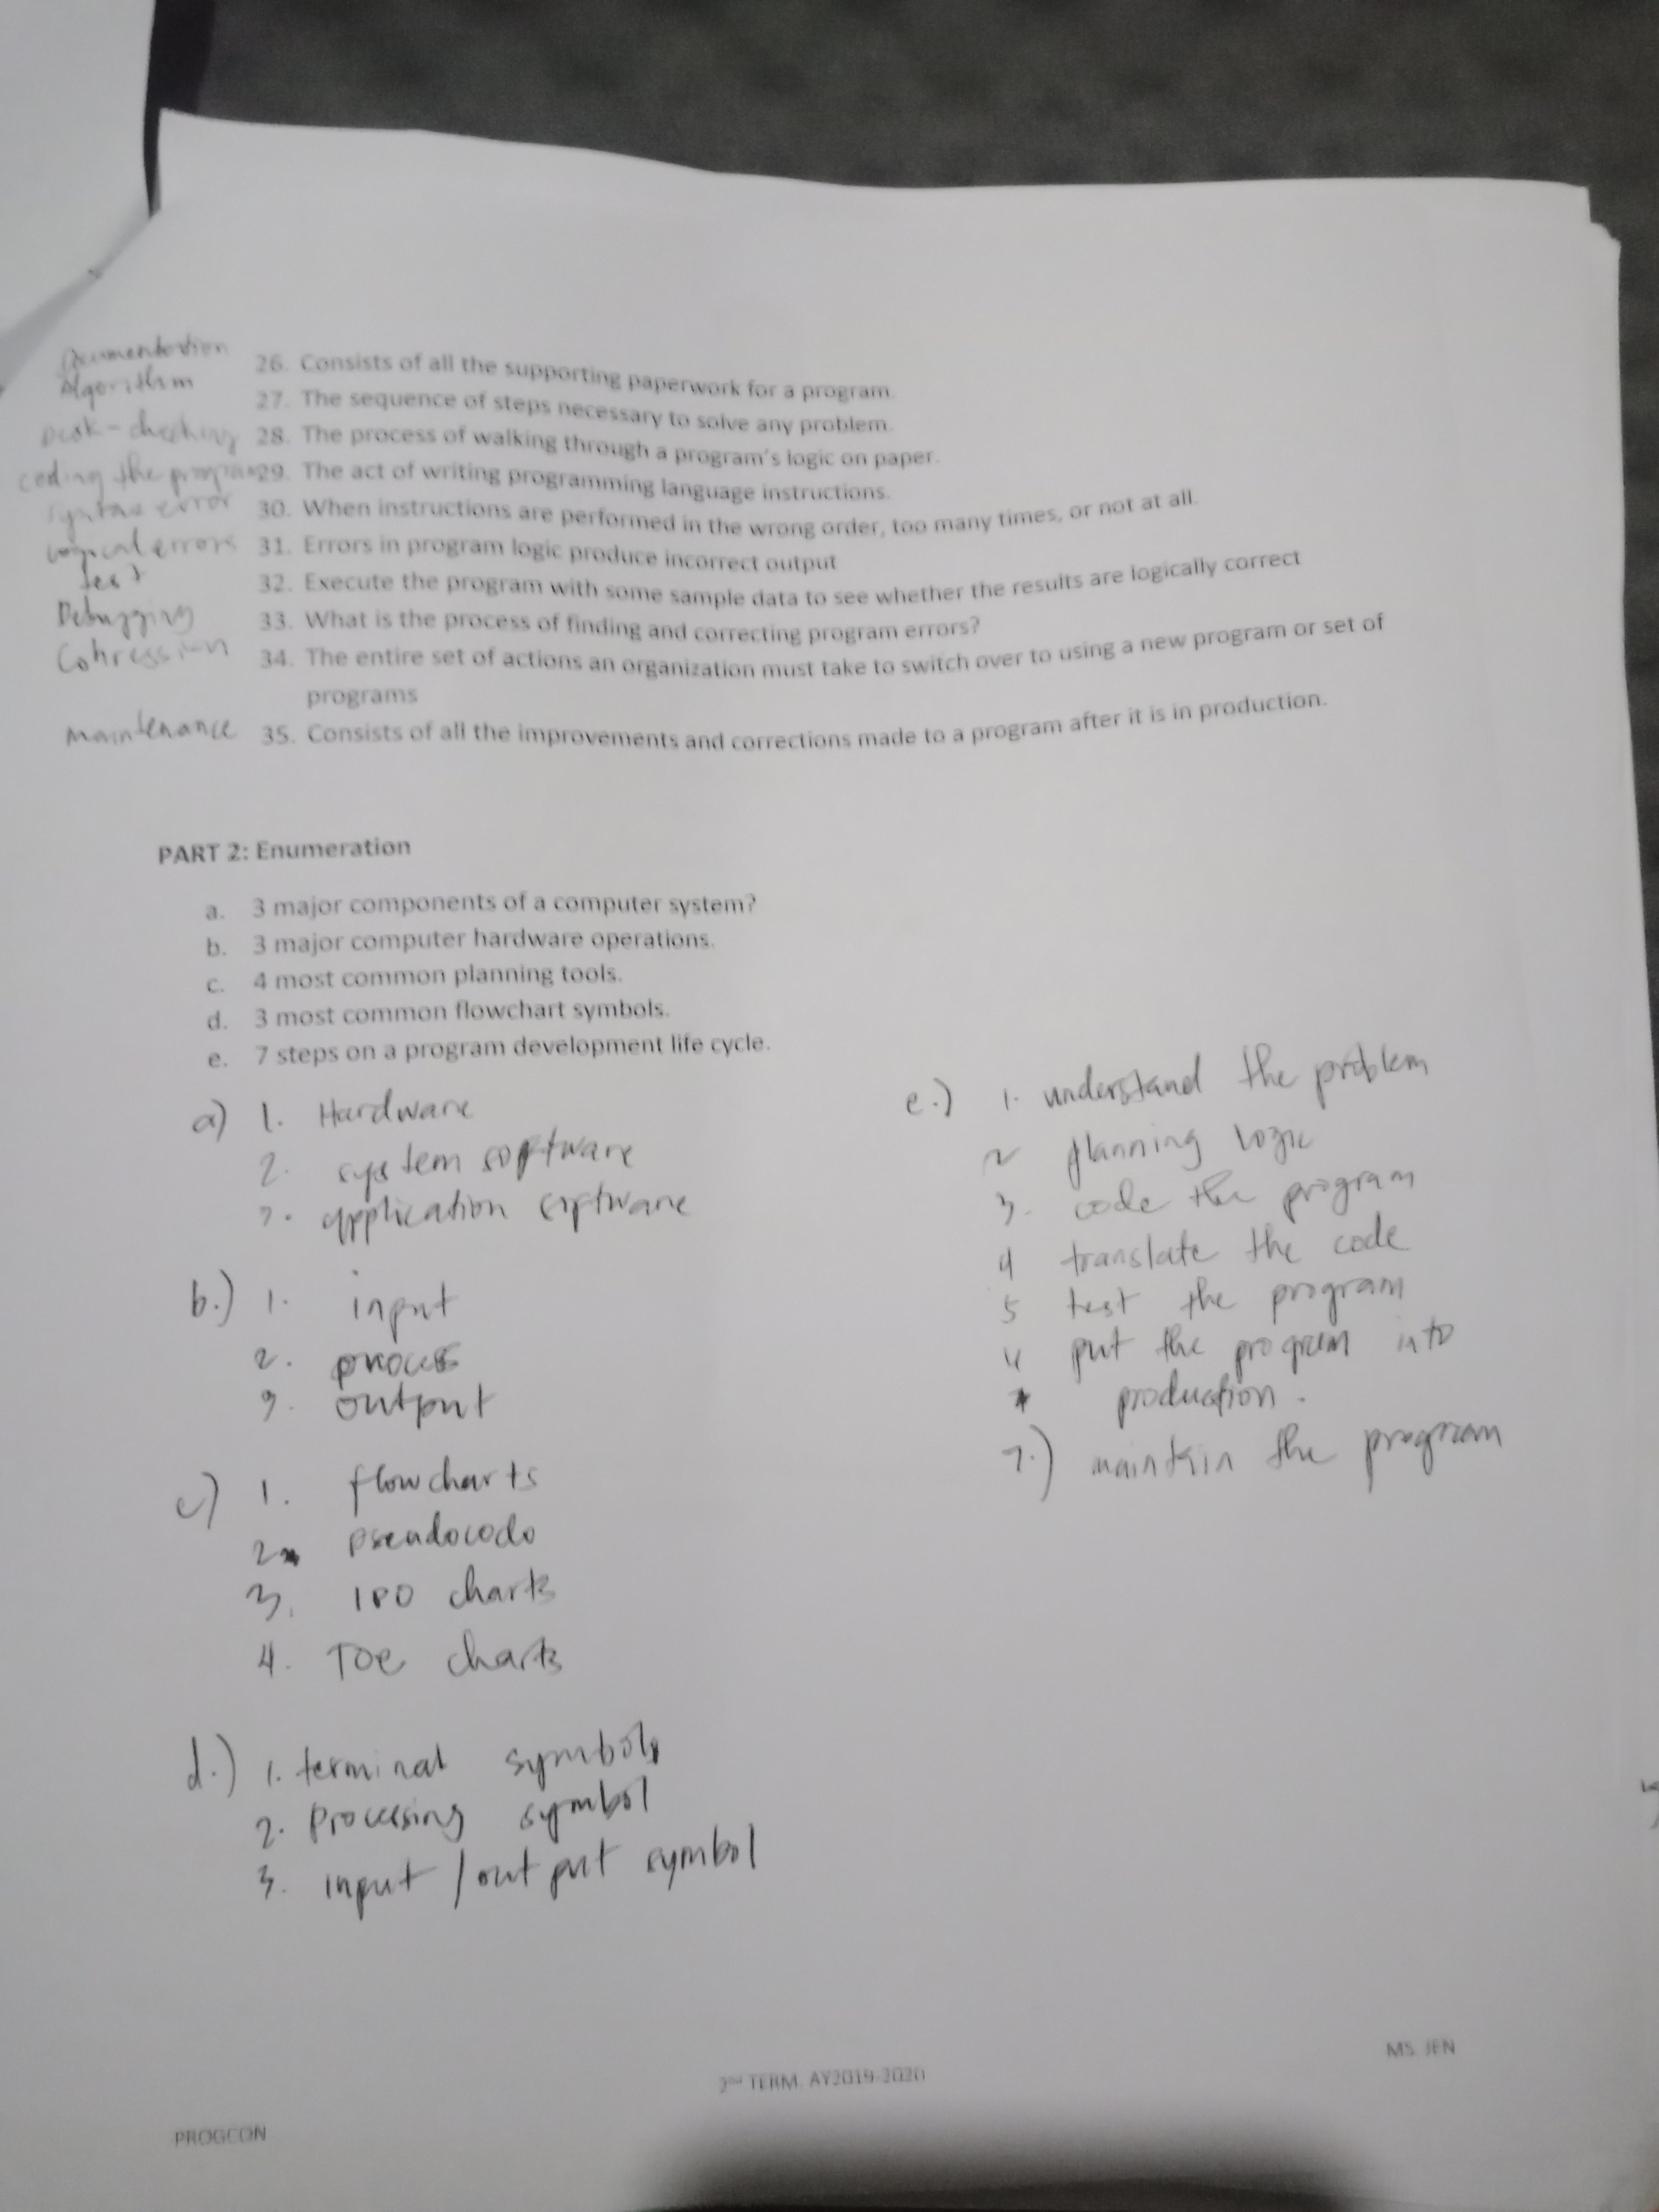 Documentation 26. Consists of all the supporting paperwork for a program.
Algorithm 27. The sequence of steps necessary to solve any problem.
Desk-checking 28. The process of walking through a program's logic on paper.
coding the program 29. The act of writing programming language instructions.
syntax error 30. When instructions are performed in the wrong order, too many times, or not at all.
logical errors 31. Errors in program logic produce incorrect output
test 32. Execute the program with some sample data to see whether the results are logically correct
Debugging 33. What is the process of finding and correcting program errors?
34. The entire set of actions an organization must take to switch over to using a new program or set of
programs
maintenance 35. Consists of all the improvements and corrections made to a program after it is in production.
PART 2: Enumeration
a. 3 major components of a computer system?
b. 3 major computer hardware operations.
c. 4 most common planning tools.
d. 3 most common flowchart symbols.
e. 7 steps on a program development life cycle.
a) 1. Hardware
2. system software
3. application software
b.) 1. input
2. process
3. output
c) 1. flowcharts
2. pseudocode
3. IPO charts
4. TOE charts
d.) 1. terminal symbols
2. Processing symbol
3. input/output symbol
e.) 1. understand the problem
2 planning logic
3. code the program
4 translate the code
5 test the program
put the program into
production.
7.) maintain the program
MS. JEN
2nd TERM. AY2019-2020
PROGCON